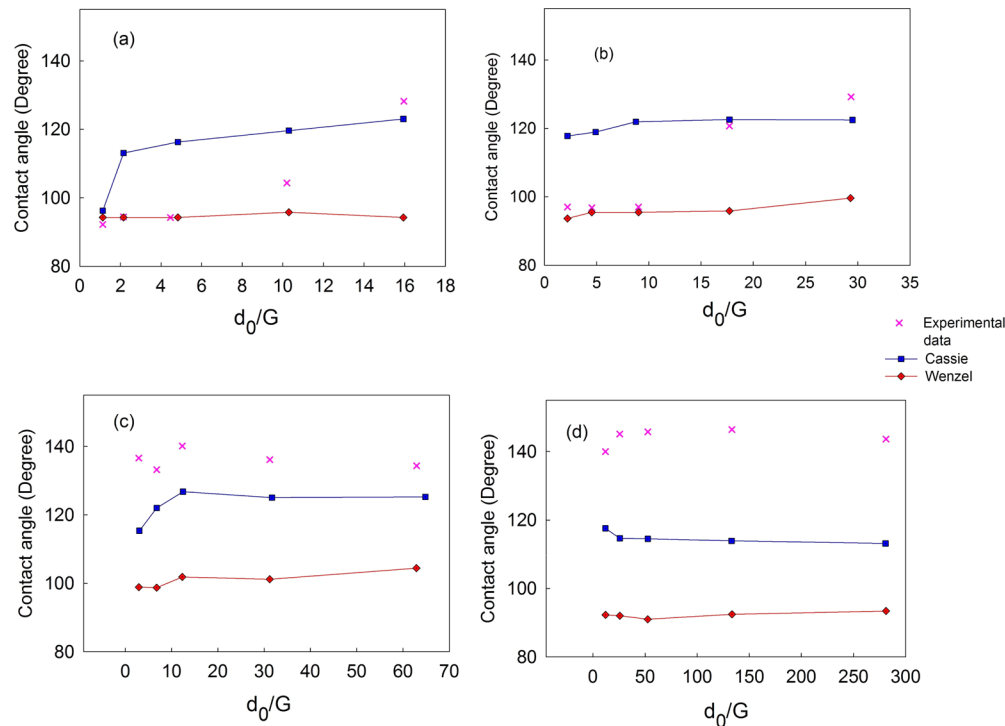 (a)
Contact angle (Degree)
140
120
100
80
0 2 4 6 8 10 12 14 16 18
d0/G
(b)
Contact angle (Degree)
140
120
100
80
0 5 10 15 20 25 30 35
d0/G
Experimental
data
Cassie
Wenzel
(c)
Contact angle (Degree)
140
120
100
80
0 10 20 30 40 50 60 70
d0/G
(d)
Contact angle (Degree)
140
120
100
80
0 50 100 150 200 250 300
d0/G